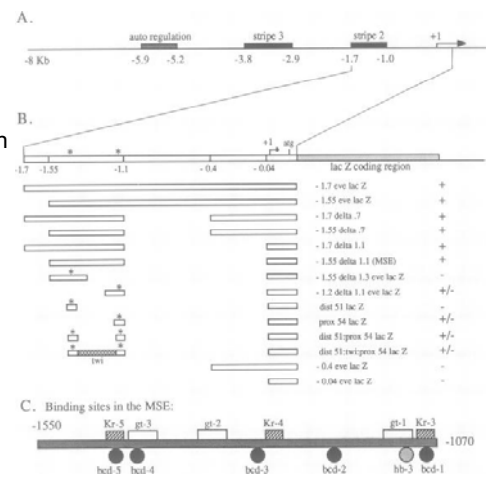 A.
auto regulation stripe 3 stripe 2 +1
-8 Kb -5.9 -5.2 -3.8 -2.9 -1.7 -1.0
B.
* * +1 atg
-1.7 -1.55 -1.1 -0.4 -0.04 lac Z coding region
- 1.7 eve lac Z +
- 1.55 eve lac Z +
- 1.7 delta .7 +
- 1.55 delta .7 +
- 1.7 delta 1.1 +
- 1.55 delta 1.1 (MSE) +
* - 1.55 delta 1.3 eve lac Z -
* - 1.2 delta 1.1 eve lac Z +/-
* dist 51 lac Z -
* prox 54 lac Z +/-
* * dist 51:prox 54 lac Z +/-
* * dist 51:twi:prox 54 lac Z +/-
twi
- 0.4 eve lac Z -
- 0.04 eve lac Z -
C. Binding sites in the MSE:
-1550 Kr-5 gt-3 gt-2 Kr-4 gt-1 Kr-3
-1070
bcd-5 bcd-4 bcd-3 bcd-2 hb-3 bcd-1